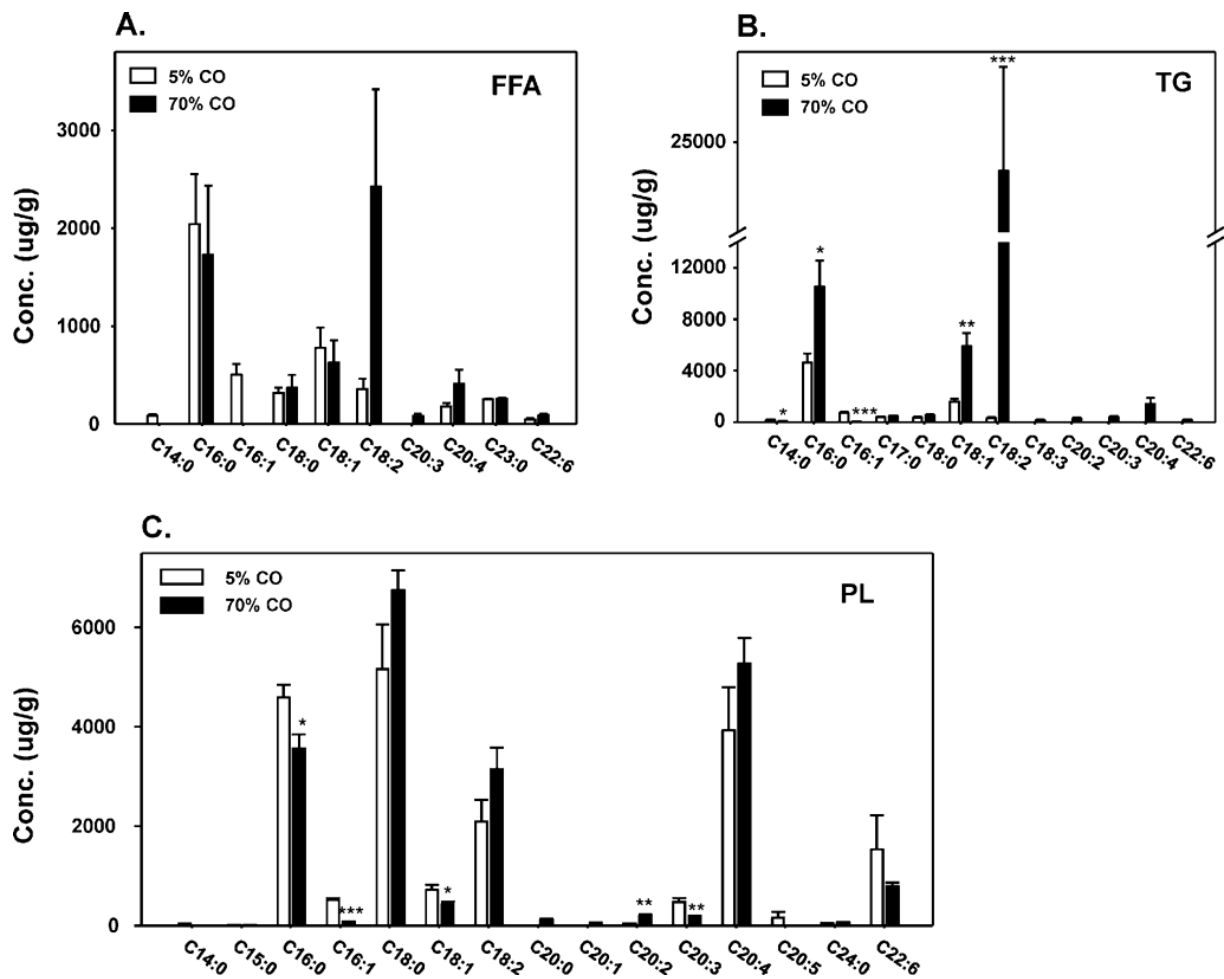 A.
5% CO
70% CO
FFA
Conc. (ug/g)
3000
2000
1000
0
C14:0 C16:0 C16:1 C18:0 C18:1 C18:2 C20:3 C20:4 C23:0 C22:6
B.
5% CO
70% CO
TG
Conc. (ug/g)
25000
12000
8000
4000
0
* * *** ** ***
C14:0 C16:0 C16:1 C17:0 C18:0 C18:1 C18:2 C18:3 C20:2 C20:3 C20:4 C22:6
C.
5% CO
70% CO
PL
Conc. (ug/g)
6000
4000
2000
0
* *** * ** **
C14:0 C15:0 C16:0 C16:1 C18:0 C18:1 C18:2 C20:0 C20:1 C20:2 C20:3 C20:4 C20:5 C24:0 C22:6